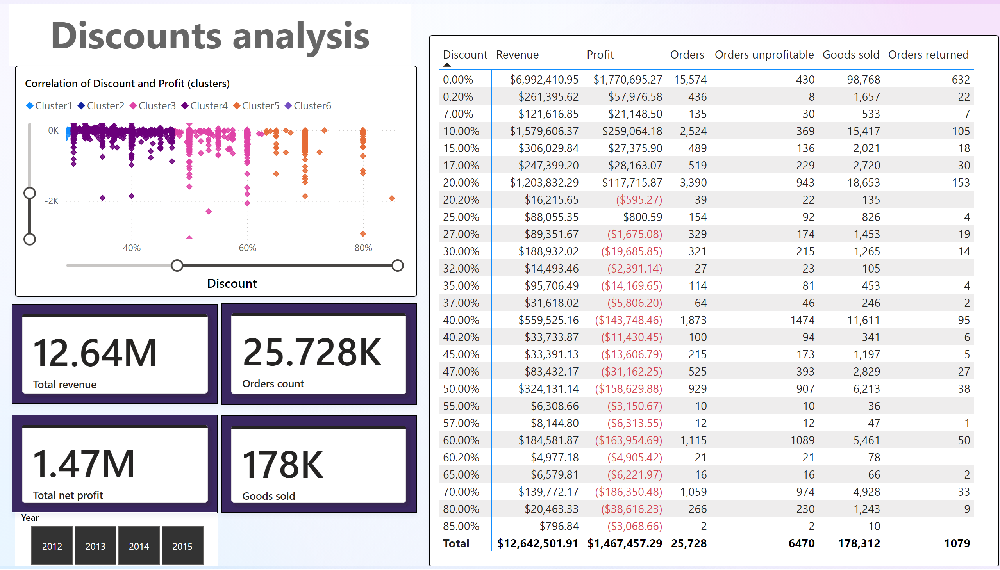 Discounts analysis
Correlation of Discount and Profit (clusters)
Cluster1 Cluster2 Cluster3 Cluster4 Cluster5 Cluster6
0K
-2K
40% 60% 80%
Discount
12.64M
Total revenue
25.728K
Orders count
1.47M
Total net profit
178K
Goods sold
Year
2012 2013 2014 2015
Discount Revenue Profit Orders Orders unprofitable Goods sold Orders returned
0.00% $6,992,410.95 $1,770,695.27 15,574 430 98,768 632
0.20% $261,395.62 $57,976.58 436 8 1,657 22
7.00% $121,616.85 $21,148.50 135 30 533 7
10.00% $1,579,606.37 $259,064.18 2,524 369 15,417 105
15.00% $306,029.84 $27,375.90 489 136 2,021 18
17.00% $247,399.20 $28,163.07 519 229 2,720 30
20.00% $1,203,832.29 $117,715.87 3,390 943 18,653 153
20.20% $16,215.65 ($595.27) 39 22 135
25.00% $88,055.35 $800.59 154 92 826 4
27.00% $89,351.67 ($1,675.08) 329 174 1,453 19
30.00% $188,932.02 ($19,685.85) 321 215 1,265 14
32.00% $14,493.46 ($2,391.14) 27 23 105
35.00% $95,706.49 ($14,169.65) 114 81 453 4
37.00% $31,618.02 ($5,806.20) 64 46 246 2
40.00% $559,525.16 ($143,748.46) 1,873 1474 11,611 95
40.20% $33,733.87 ($11,430.45) 100 94 341 6
45.00% $33,391.13 ($13,606.79) 215 173 1,197 5
47.00% $83,432.17 ($31,162.25) 525 393 2,829 27
50.00% $324,131.14 ($158,629.88) 929 907 6,213 38
55.00% $6,308.66 ($3,150.67) 10 10 36
57.00% $8,144.80 ($6,313.55) 12 12 47 1
60.00% $184,581.87 ($163,954.69) 1,115 1089 5,461 50
60.20% $4,977.18 ($4,905.42) 21 21 78
65.00% $6,579.81 ($6,221.97) 16 16 66 2
70.00% $139,772.17 ($186,350.48) 1,059 974 4,928 33
80.00% $20,463.33 ($38,616.23) 266 230 1,243 9
85.00% $796.84 ($3,068.66) 2 2 10
Total $12,642,501.91 $1,467,457.29 25,728 6470 178,312 1079